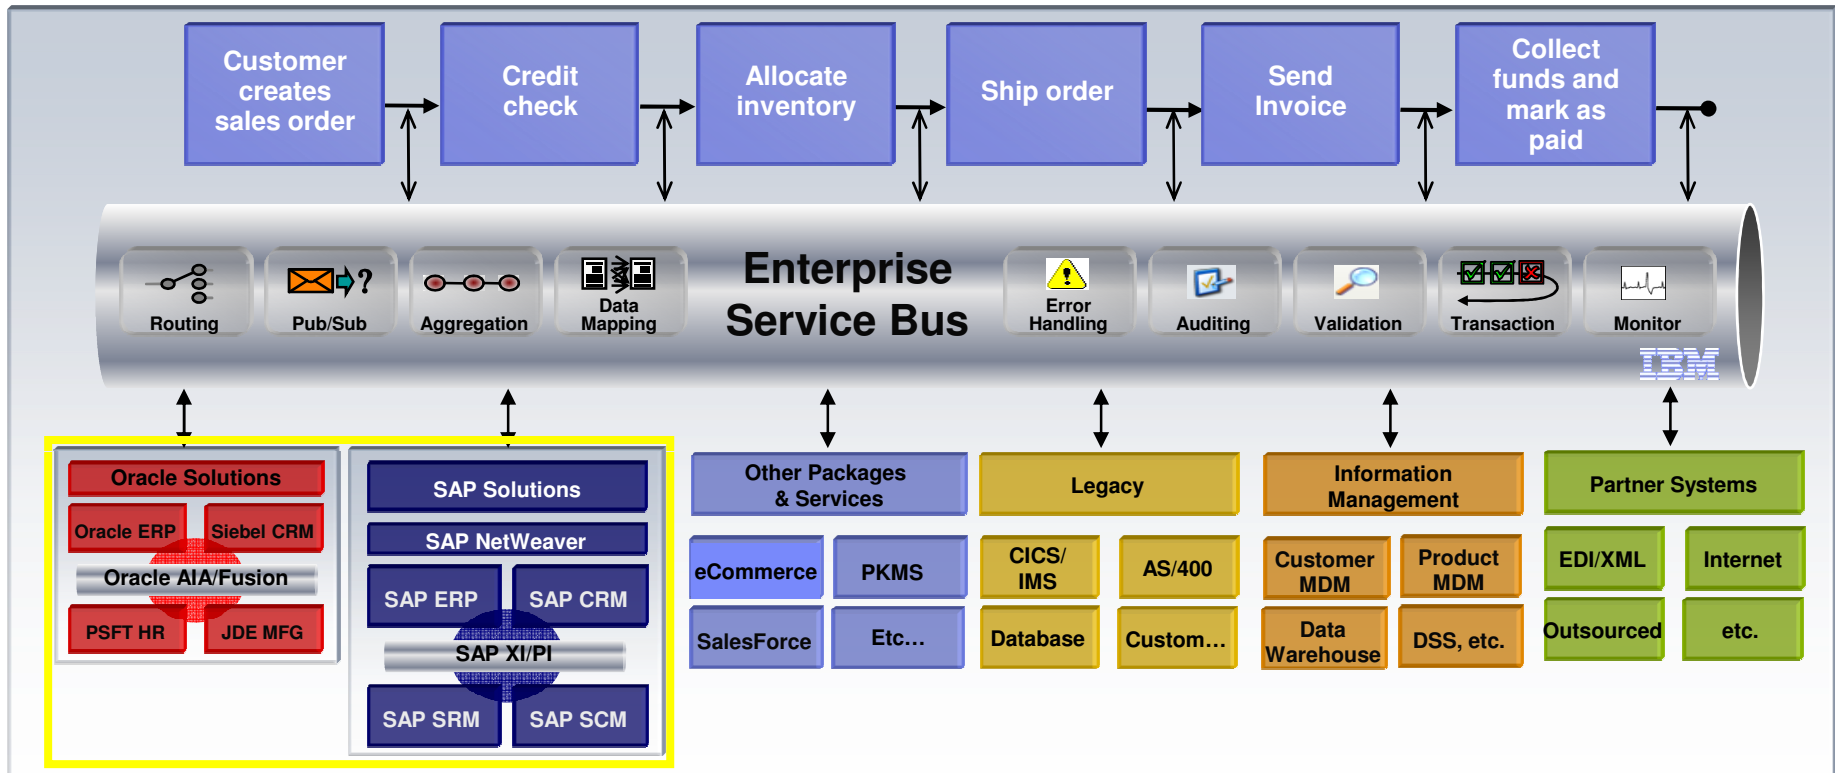 Customer
creates
sales order
Credit
check
Allocate
inventory
Ship order
Send
Invoice
Collect
funds and
mark as
paid
Routing
?
Pub/Sub
Aggregation
Data
Mapping
Enterprise
Service Bus
!
Error
Handling
Auditing
Validation
Transaction
Monitor
IBM
Oracle Solutions
Oracle ERP
Siebel CRM
Oracle AIA/Fusion
PSFT HR
JDE MFG
SAP Solutions
SAP NetWeaver
SAP ERP
SAP CRM
SAP XI/PI
SAP SRM
SAP SCM
Other Packages
& Services
eCommerce
PKMS
SalesForce
Etc...
Legacy
CICS/
IMS
AS/400
Database
Custom...
Information
Management
Customer
MDM
Product
MDM
Data
Warehouse
DSS, etc.
Partner Systems
EDI/XML
Internet
Outsourced
etc.